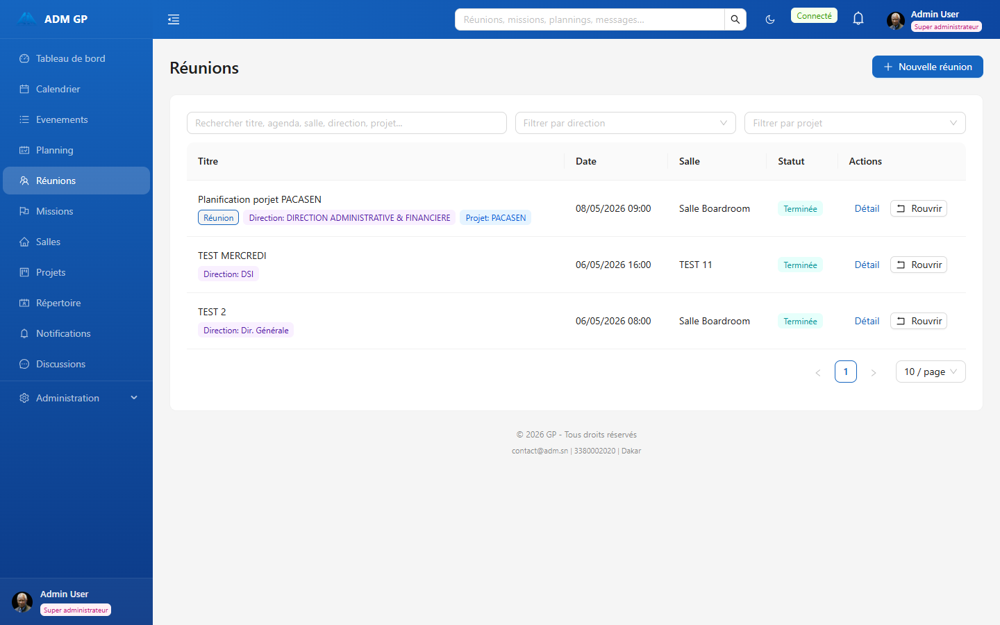 ADM GP
Réunions, missions, plannings, messages...
Connecté
Admin User
Super administrateur
Tableau de bord
Calendrier
Evenements
Planning
Réunions
Missions
Salles
Projets
Répertoire
Notifications
Discussions
Administration
Admin User
Super administrateur
Réunions
Nouvelle réunion
Rechercher titre, agenda, salle, direction, projet...
Filtrer par direction
Filtrer par projet
Titre Date Salle Statut Actions
Planification porjet PACASEN
Réunion Direction: DIRECTION ADMINISTRATIVE & FINANCIERE Projet: PACASEN
08/05/2026 09:00 Salle Boardroom Terminée Détail Rouvrir
TEST MERCREDI
Direction: DSI
06/05/2026 16:00 TEST 11 Terminée Détail Rouvrir
TEST 2
Direction: Dir. Générale
06/05/2026 08:00 Salle Boardroom Terminée Détail Rouvrir
< 1 > 10 / page
© 2026 GP - Tous droits réservés
contact@adm.sn | 3380002020 | Dakar